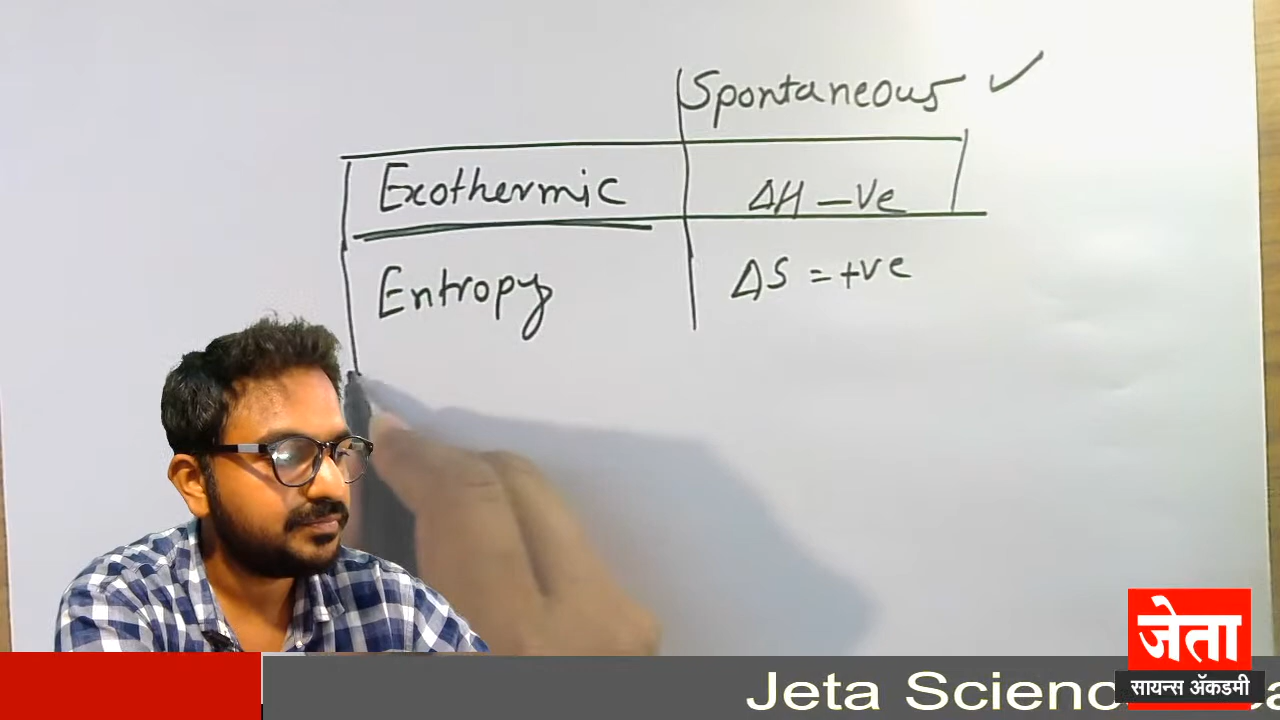 Spontaneous ✓
Exothermic ΔH -ve
Entropy ΔS = +ve
जेता
सायन्स ॲकडमी
Jeta Scienc